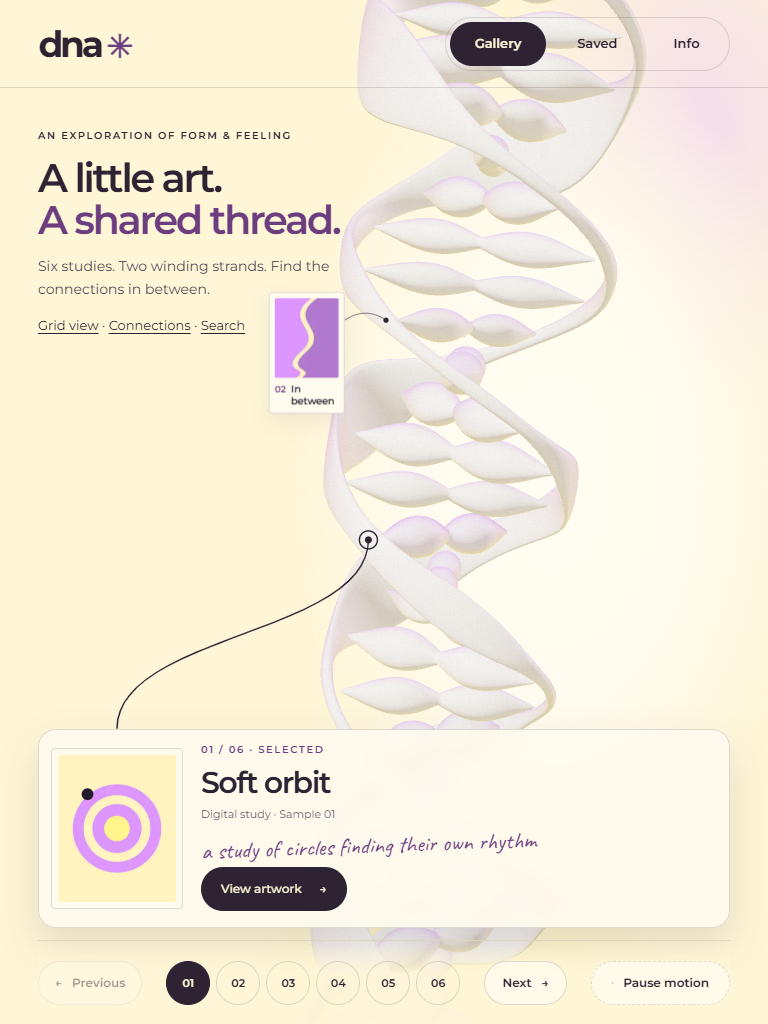 dna
Gallery Saved Info
AN EXPLORATION OF FORM & FEELING
A little art.
A shared thread.
Six studies. Two winding strands. Find the
connections in between.
Grid view · Connections · Search
02 In
between
01 / 06 · SELECTED
Soft orbit
Digital study · Sample 01
a study of circles finding their own rhythm
View artwork →
← Previous 01 02 03 04 05 06 Next → Pause motion